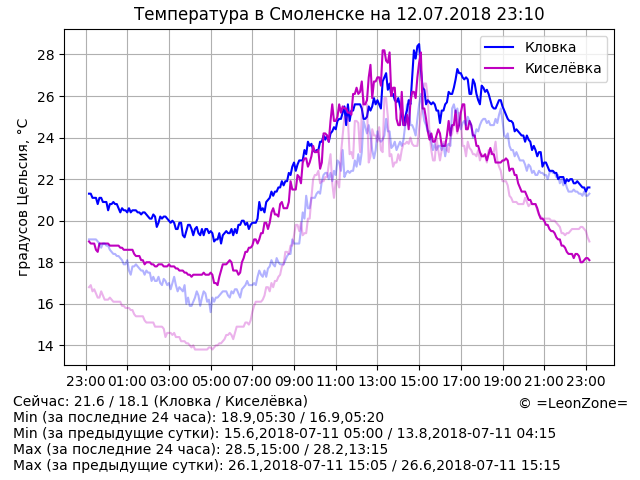 Температура в Смоленске на 12.07.2018 23:10
Кловка
Киселёвка
градусов Цельсия, °C
28
26
24
22
20
18
16
14
23:00 01:00 03:00 05:00 07:00 09:00 11:00 13:00 15:00 17:00 19:00 21:00 23:00
Сейчас: 21.6 / 18.1 (Кловка / Киселёвка)
© =LeonZone=
Min (за последние 24 часа): 18.9,05:30 / 16.9,05:20
Min (за предыдущие сутки): 15.6,2018-07-11 05:00 / 13.8,2018-07-11 04:15
Max (за последние 24 часа): 28.5,15:00 / 28.2,13:15
Max (за предыдущие сутки): 26.1,2018-07-11 15:05 / 26.6,2018-07-11 15:15